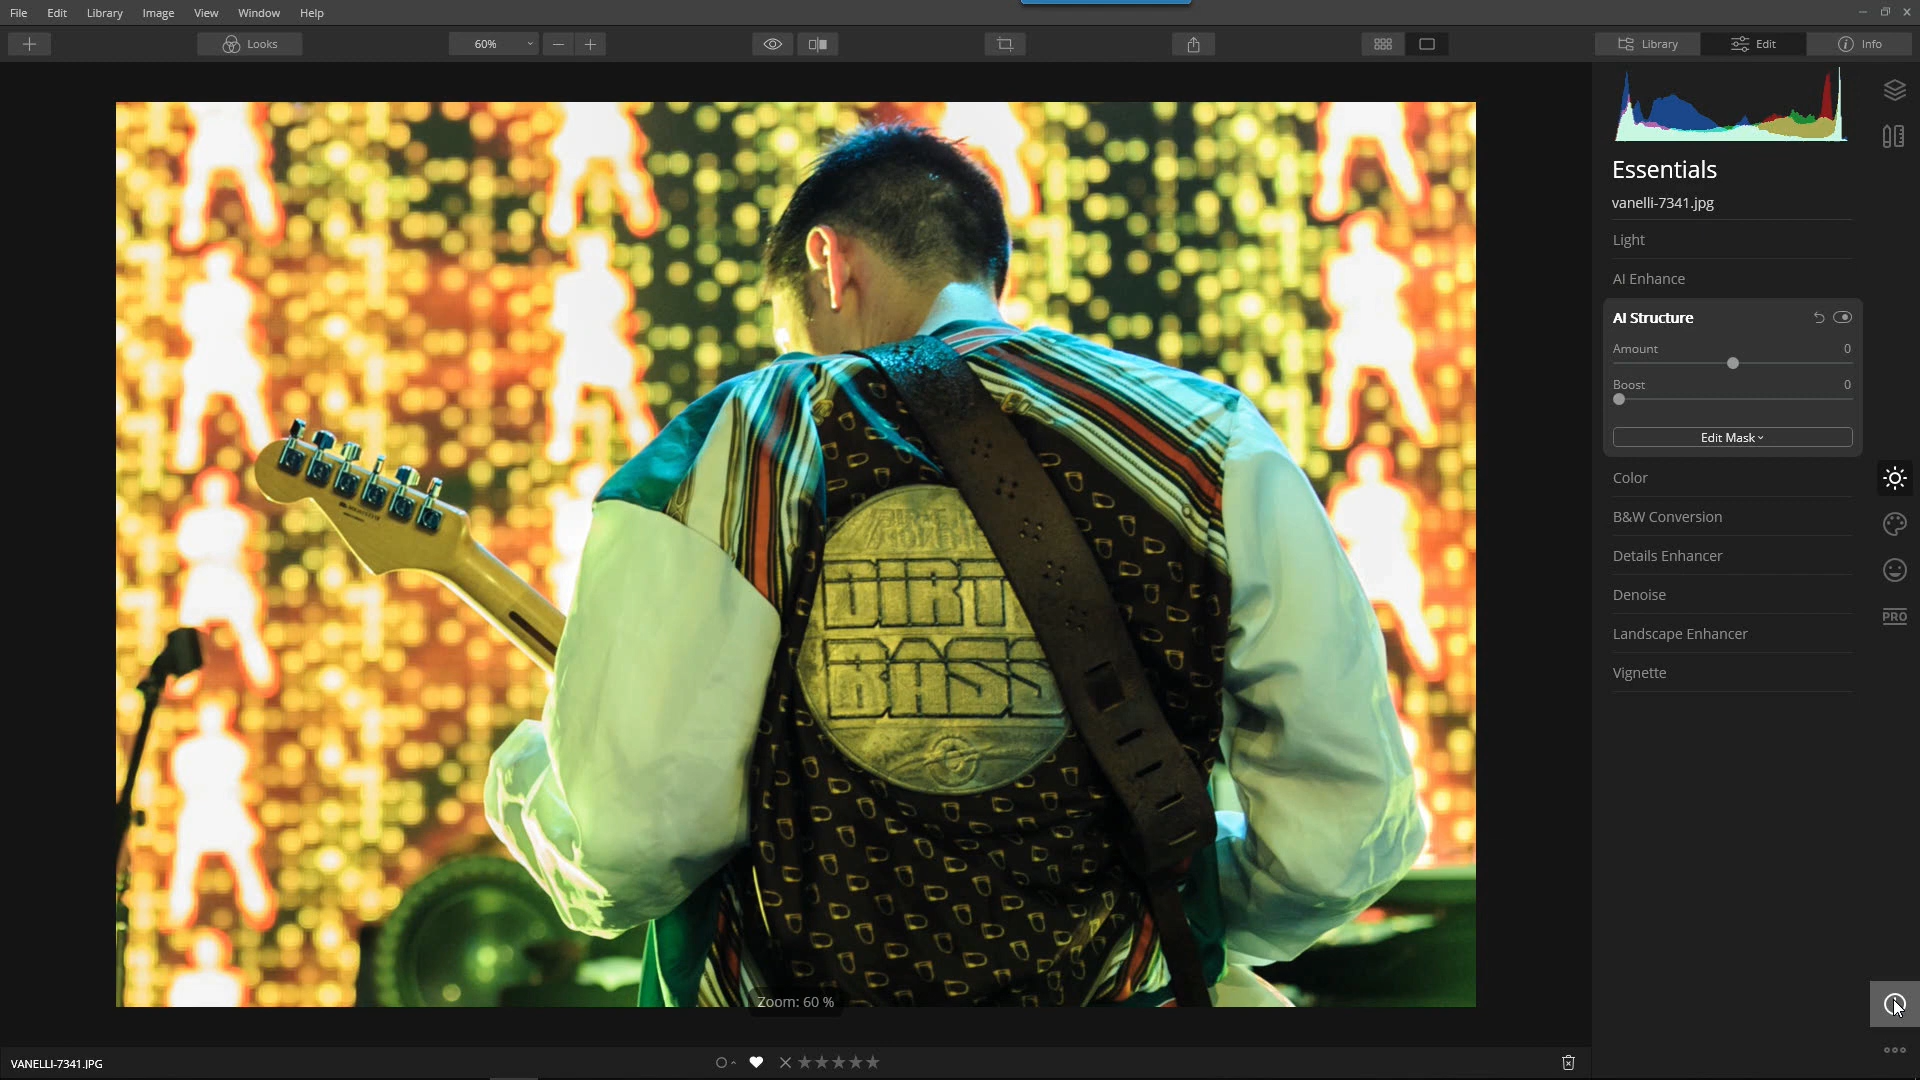 File Edit Library Image View Window Help
Looks 60% Library Edit Info
Essentials
vanelli-7341.jpg
Light
AI Enhance
AI Structure
Amount 0
Boost 0
Edit Mask
Color
B&W Conversion
Details Enhancer
Denoise
Landscape Enhancer
Vignette
PRO
DIRTY
BASS
Zoom: 60 %
VANELLI-7341.JPG